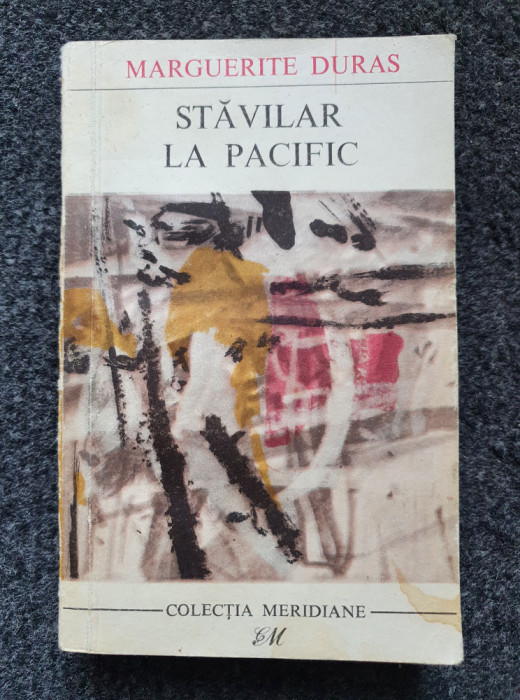 MARGUERITE DURAS
STĂVILAR
LA PACIFIC
COLECȚIA MERIDIANE
CM